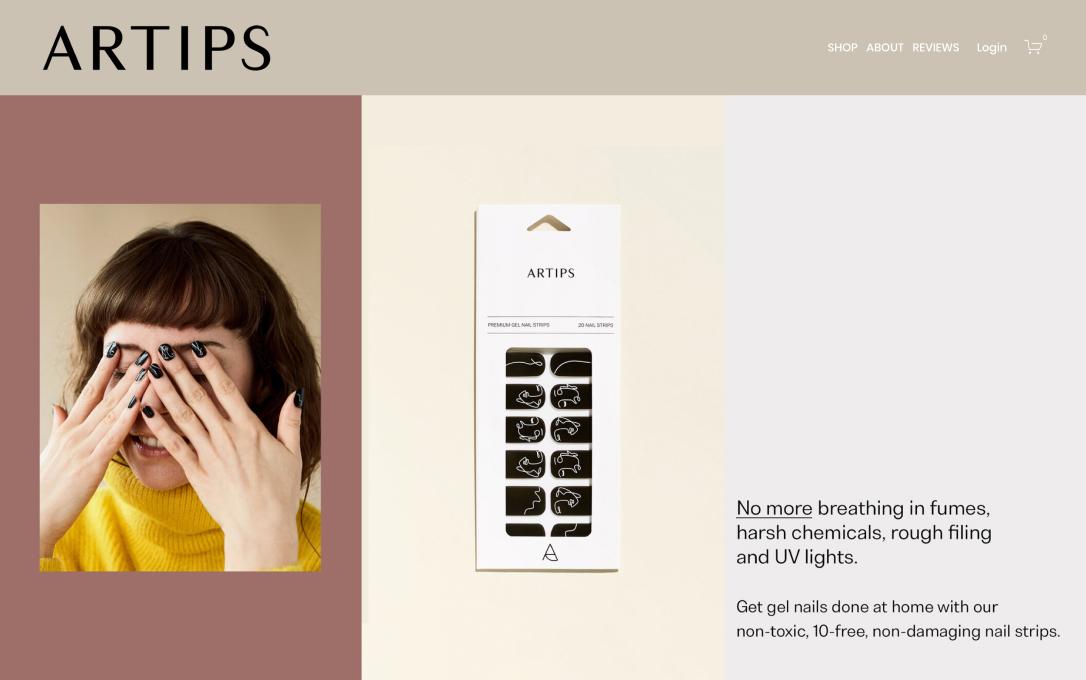 ARTIPS
SHOP ABOUT REVIEWS Login 0
ARTIPS
PREMIUM GEL NAIL STRIPS 20 NAIL STRIPS
No more breathing in fumes,
harsh chemicals, rough filing
and UV lights.
Get gel nails done at home with our
non-toxic, 10-free, non-damaging nail strips.